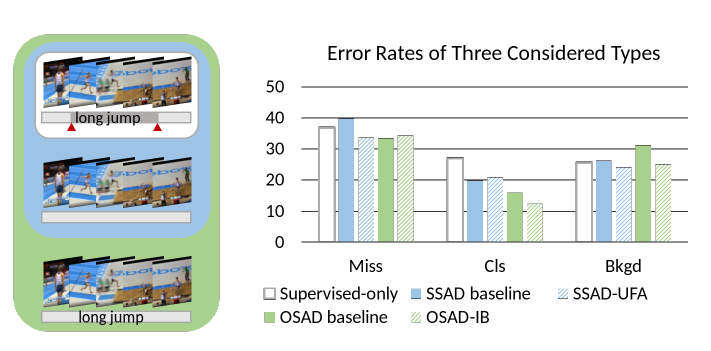 long jump
long jump
Error Rates of Three Considered Types
50
40
30
20
10
0
Miss Cls Bkgd
Supervised-only SSAD baseline SSAD-UFA
OSAD baseline OSAD-IB